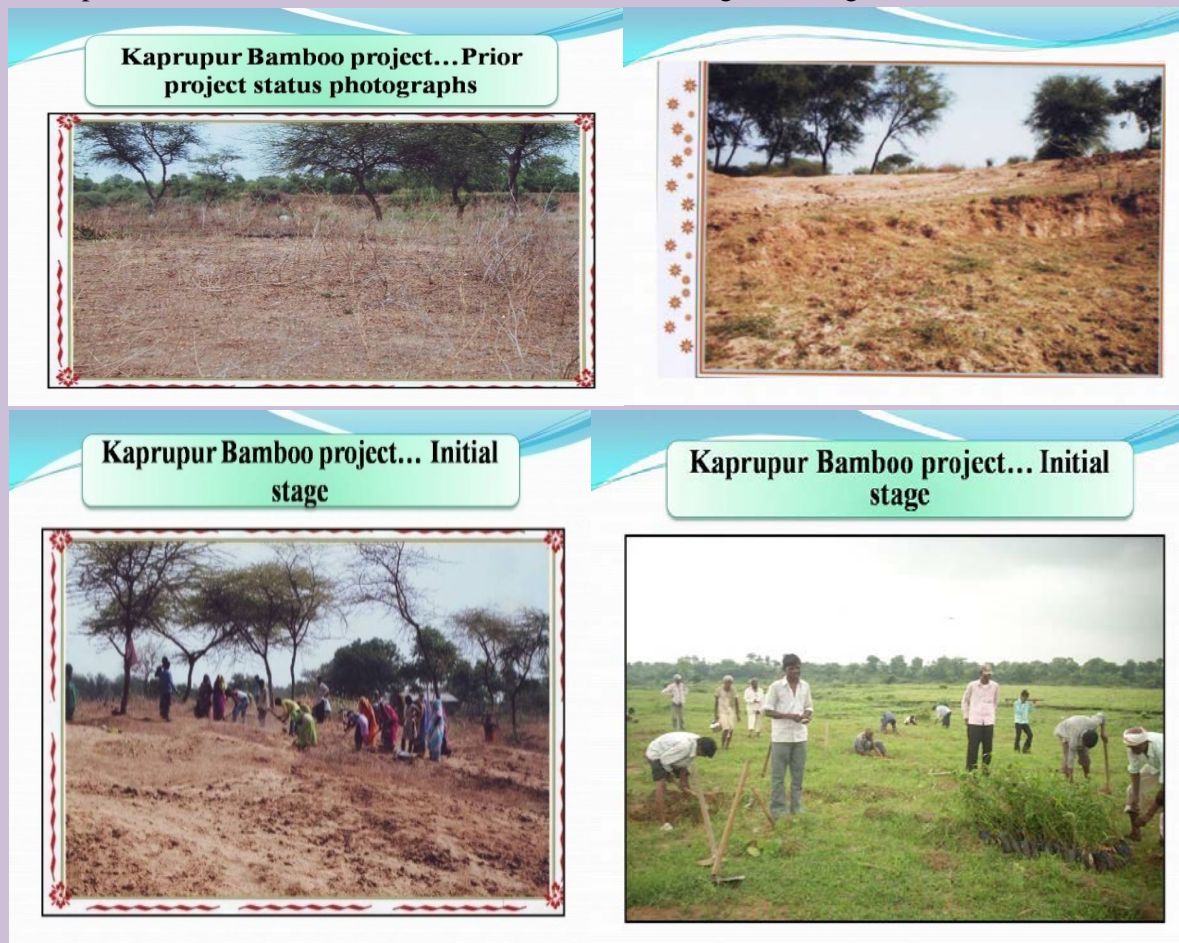 Kaprupur Bamboo project...Prior
project status photographs
Kaprupur Bamboo project... Initial
stage
Kaprupur Bamboo project... Initial
stage